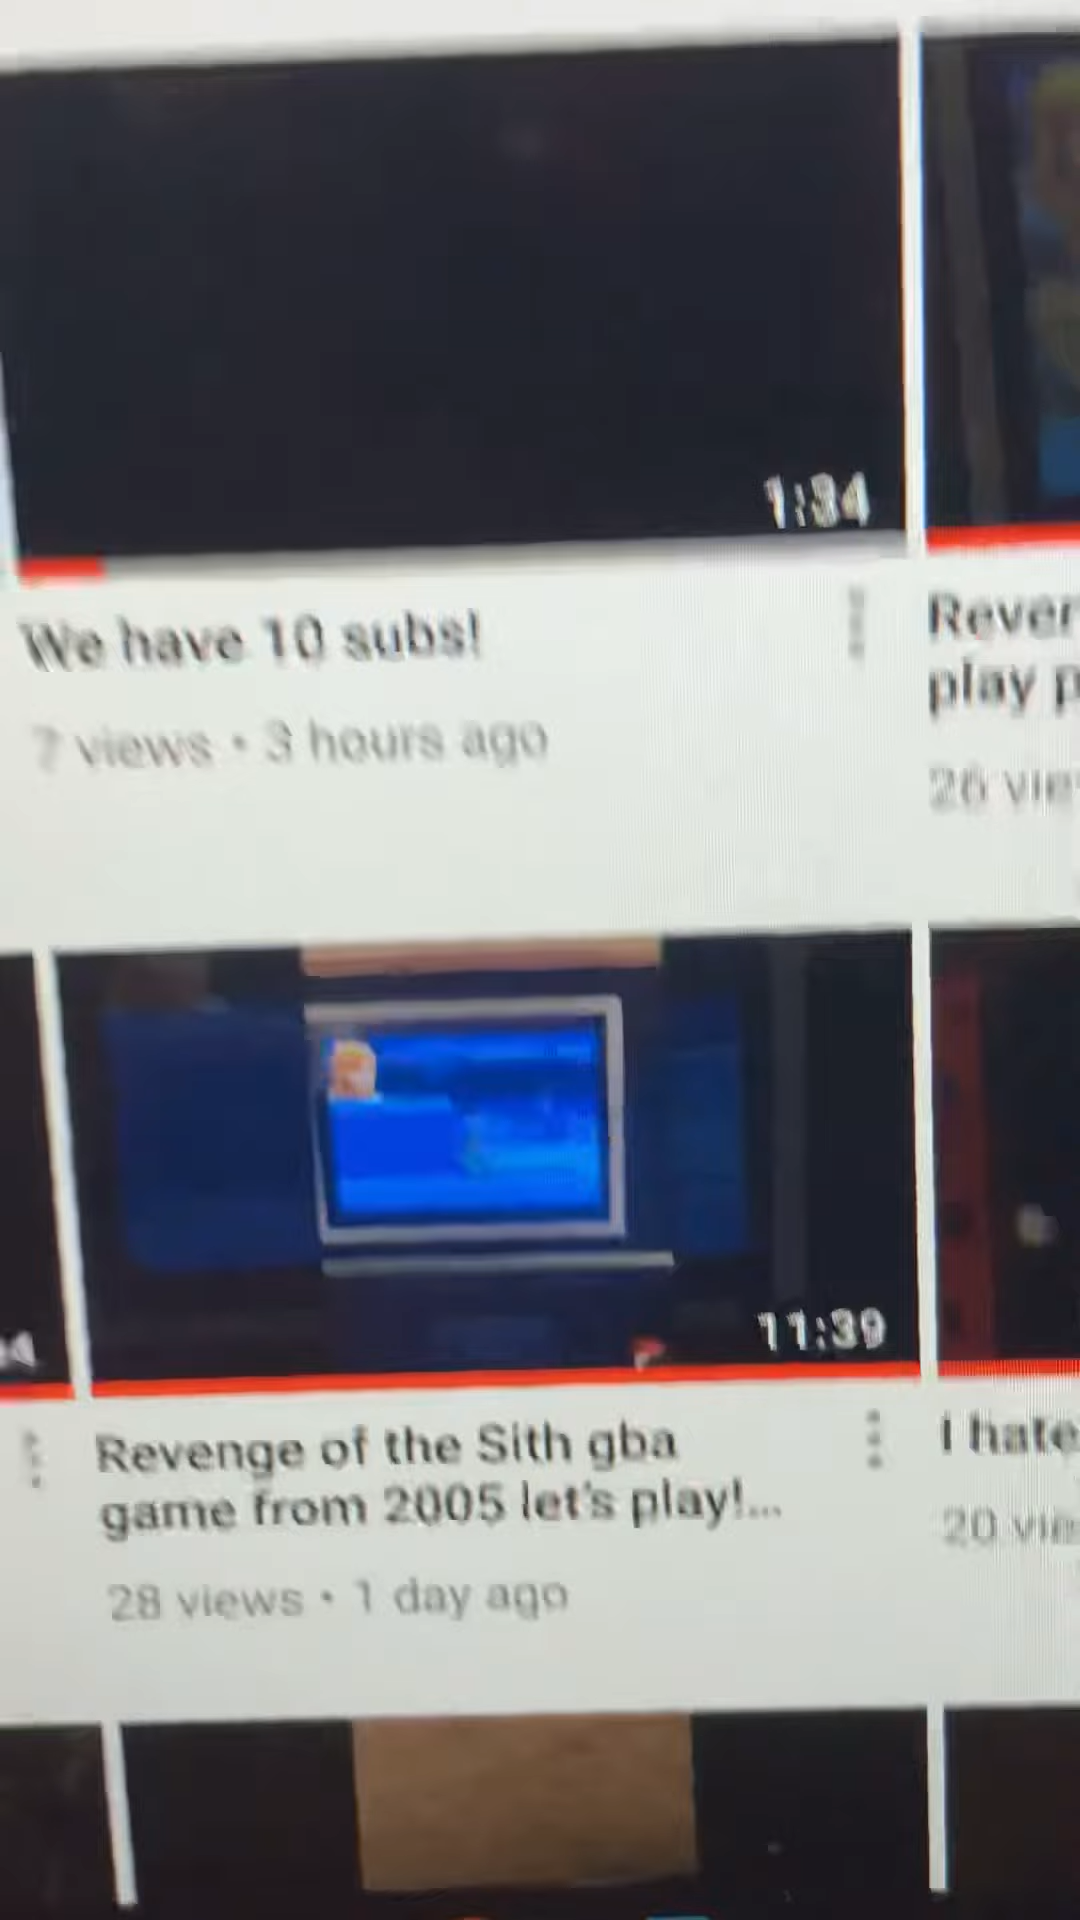 1:34
We have 10 subs!
7 views • 3 hours ago
Rever
play p
26 vie
11:39
Revenge of the Sith gba
game from 2005 let's play!...
28 views • 1 day ago
I hate
20 vie